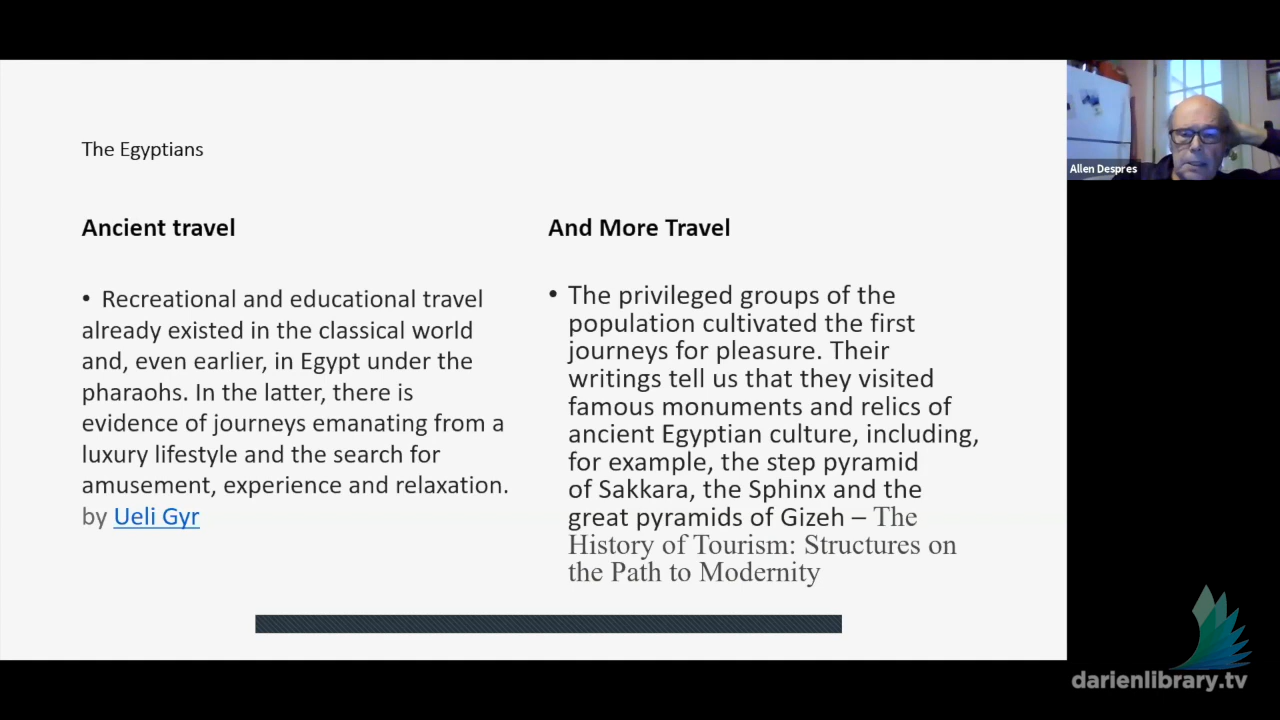 The Egyptians
Ancient travel
• Recreational and educational travel
already existed in the classical world
and, even earlier, in Egypt under the
pharaohs. In the latter, there is
evidence of journeys emanating from a
luxury lifestyle and the search for
amusement, experience and relaxation.
by Ueli Gyr
And More Travel
• The privileged groups of the
population cultivated the first
journeys for pleasure. Their
writings tell us that they visited
famous monuments and relics of
ancient Egyptian culture, including,
for example, the step pyramid
of Sakkara, the Sphinx and the
great pyramids of Gizeh – The
History of Tourism: Structures on
the Path to Modernity
Allen Despres
darienlibrary.tv